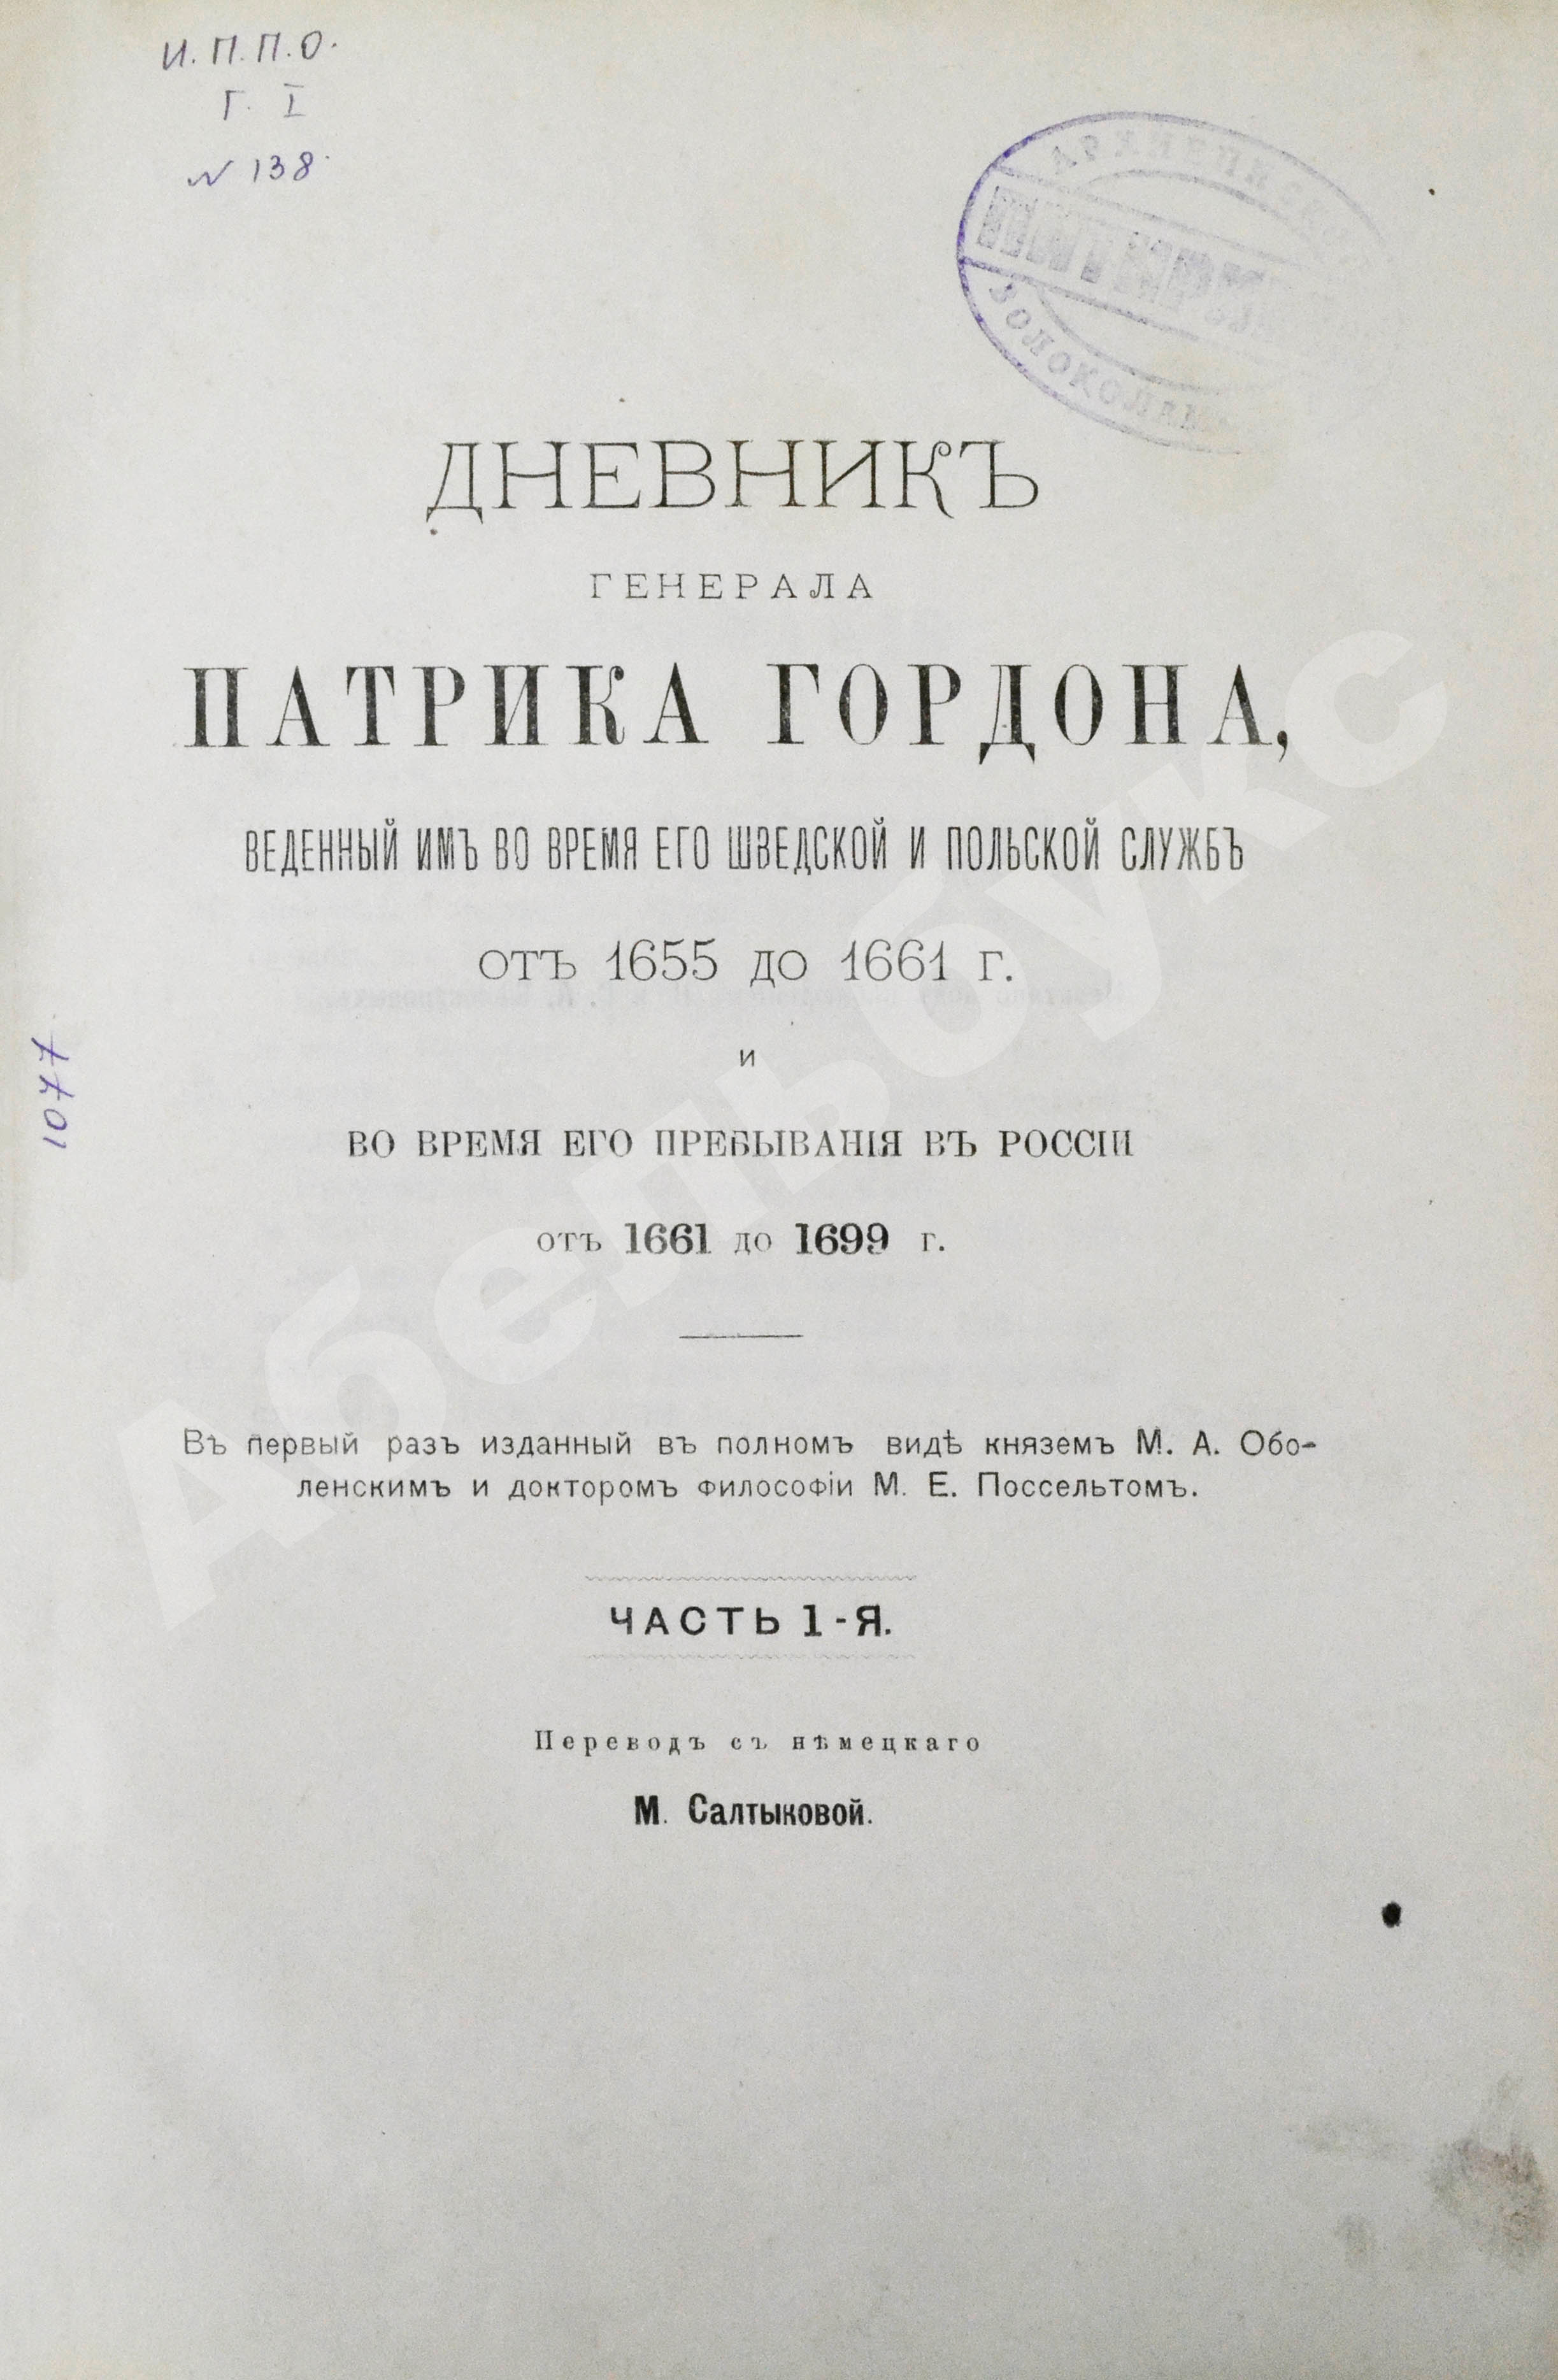 И. П. П. О.
Г. I
N 138.
ДНЕВНИКЪ
ГЕНЕРАЛА
ПАТРИКА ГОРДОНА,
ВЕДЕННЫЙ ИМЪ ВО ВРЕМЯ ЕГО ШВЕДСКОЙ И ПОЛЬСКОЙ СЛУЖБЪ
ОТЪ 1655 ДО 1661 Г.
И
ВО ВРЕМЯ ЕГО ПРЕБЫВАНІЯ ВЪ РОССІИ
отъ 1661 до 1699 г.
1077
Въ первый разъ изданный въ полномъ видѣ княземъ М. А. Обо-
ленскимъ и докторомъ философіи М. Е. Поссельтомъ.
ЧАСТЬ 1-Я.
Переводъ съ нѣмецкаго
М. Салтыковой.
Абельбукс